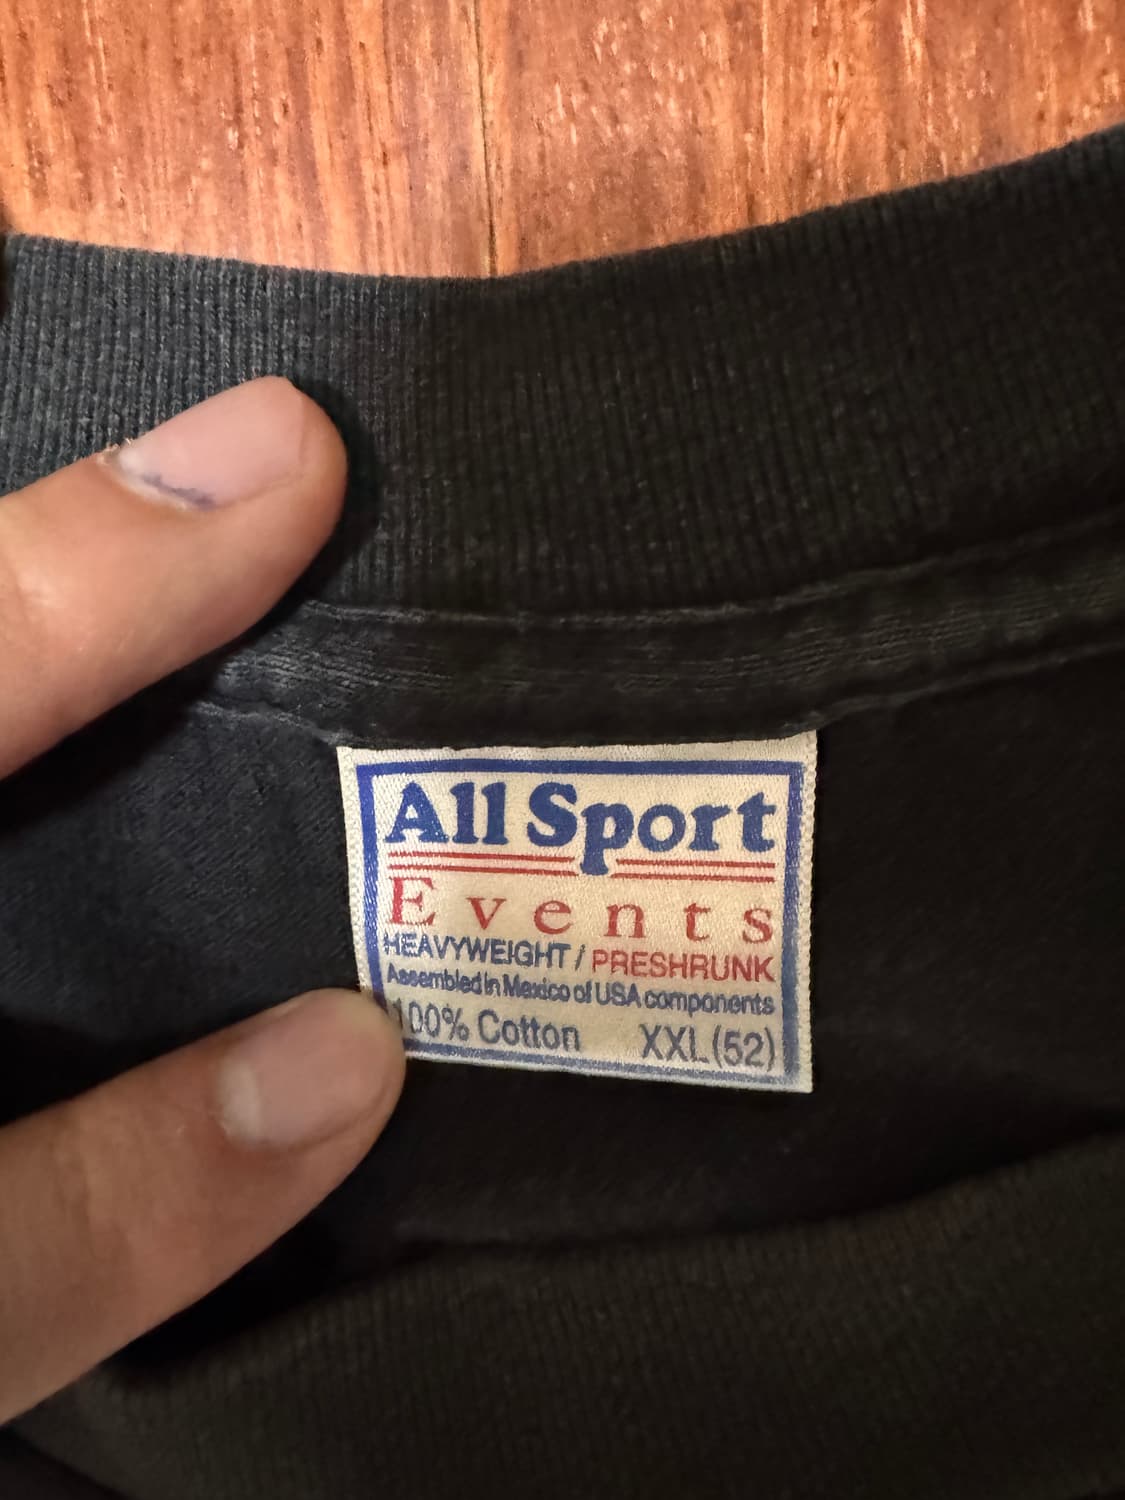 All Sport
Events
HEAVYWEIGHT / PRESHRUNK
Assembled in Mexico of USA components
100% Cotton XXL (52)